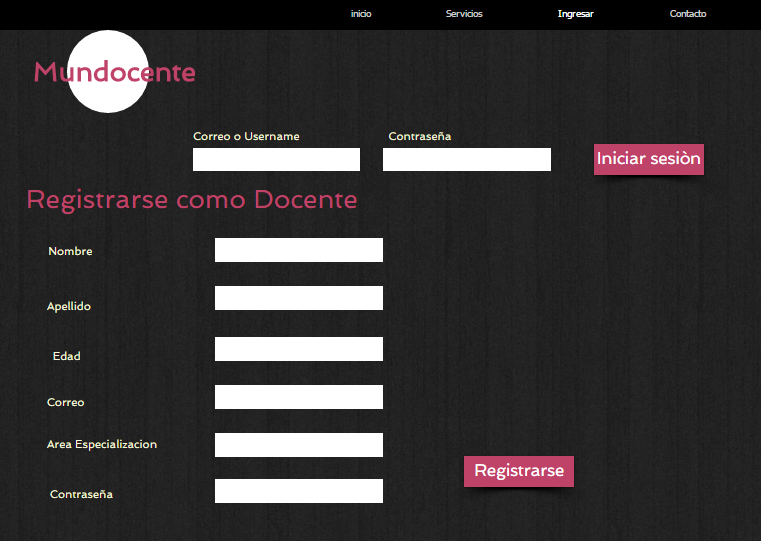 inicio Servicios Ingresar Contacto
Mundocente
Correo o Username Contraseña
Iniciar sesiòn
Registrarse como Docente
Nombre
Apellido
Edad
Correo
Area Especializacion
Registrarse
Contraseña